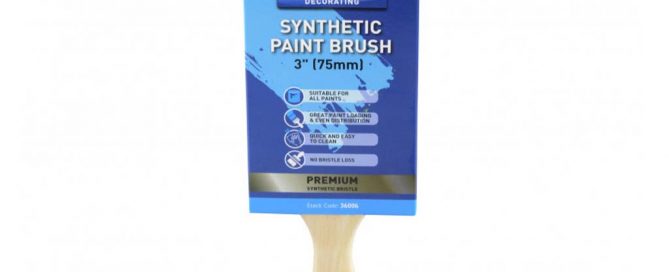 DECORATING
SYNTHETIC
PAINT BRUSH
3" (75mm)
SUITABLE FOR
ALL PAINTS
GREAT PAINT LOADING
& EVEN DISTRIBUTION
QUICK AND EASY
TO CLEAN
NO BRISTLE LOSS
PREMIUM
SYNTHETIC BRISTLE
Stock Code: 36006